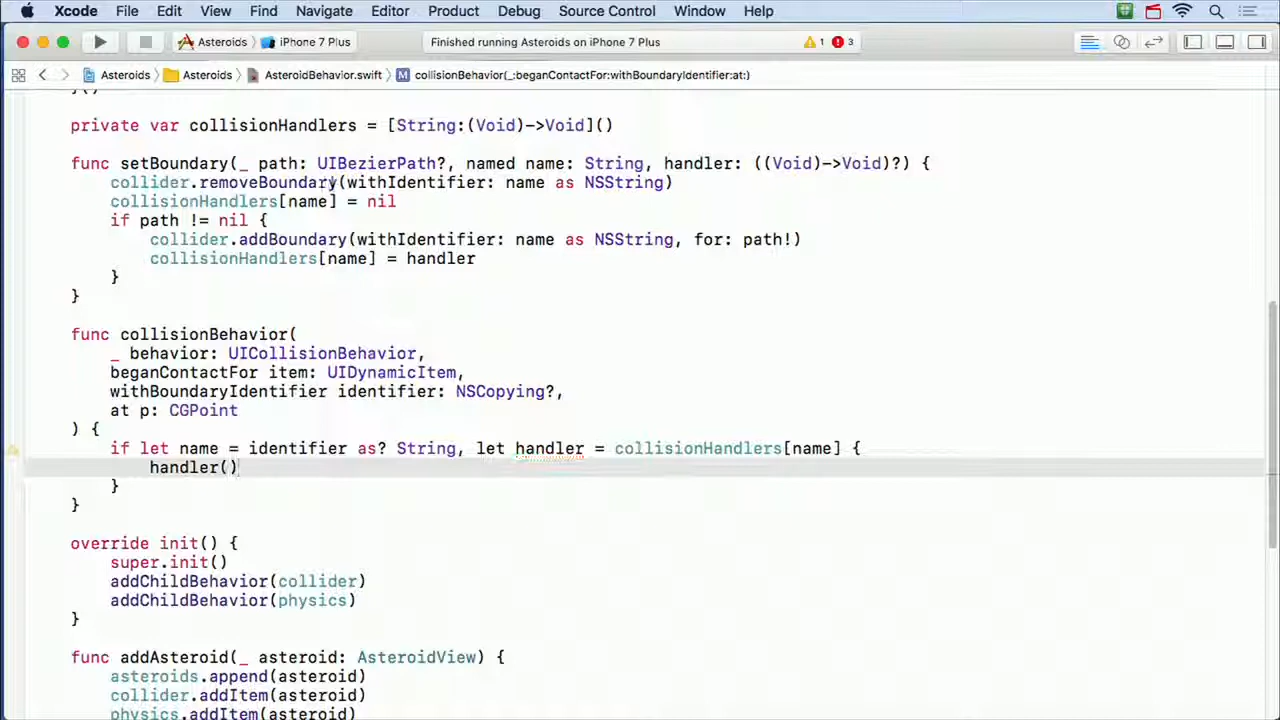 Xcode File Edit View Find Navigate Editor Product Debug Source Control Window Help
Asteroids iPhone 7 Plus Finished running Asteroids on iPhone 7 Plus 1 3
Asteroids Asteroids AsteroidBehavior.swift M collisionBehavior(_:beganContactFor:withBoundaryIdentifier:at:)
}()
private var collisionHandlers = [String:(Void)->Void]()
func setBoundary(_ path: UIBezierPath?, named name: String, handler: ((Void)->Void)?) {
collider.removeBoundary(withIdentifier: name as NSString)
collisionHandlers[name] = nil
if path != nil {
collider.addBoundary(withIdentifier: name as NSString, for: path!)
collisionHandlers[name] = handler
}
}
func collisionBehavior(
_ behavior: UICollisionBehavior,
beganContactFor item: UIDynamicItem,
withBoundaryIdentifier identifier: NSCopying?,
at p: CGPoint
) {
if let name = identifier as? String, let handler = collisionHandlers[name] {
handler()
}
}
override init() {
super.init()
addChildBehavior(collider)
addChildBehavior(physics)
}
func addAsteroid(_ asteroid: AsteroidView) {
asteroids.append(asteroid)
collider.addItem(asteroid)
physics.addItem(asteroid)